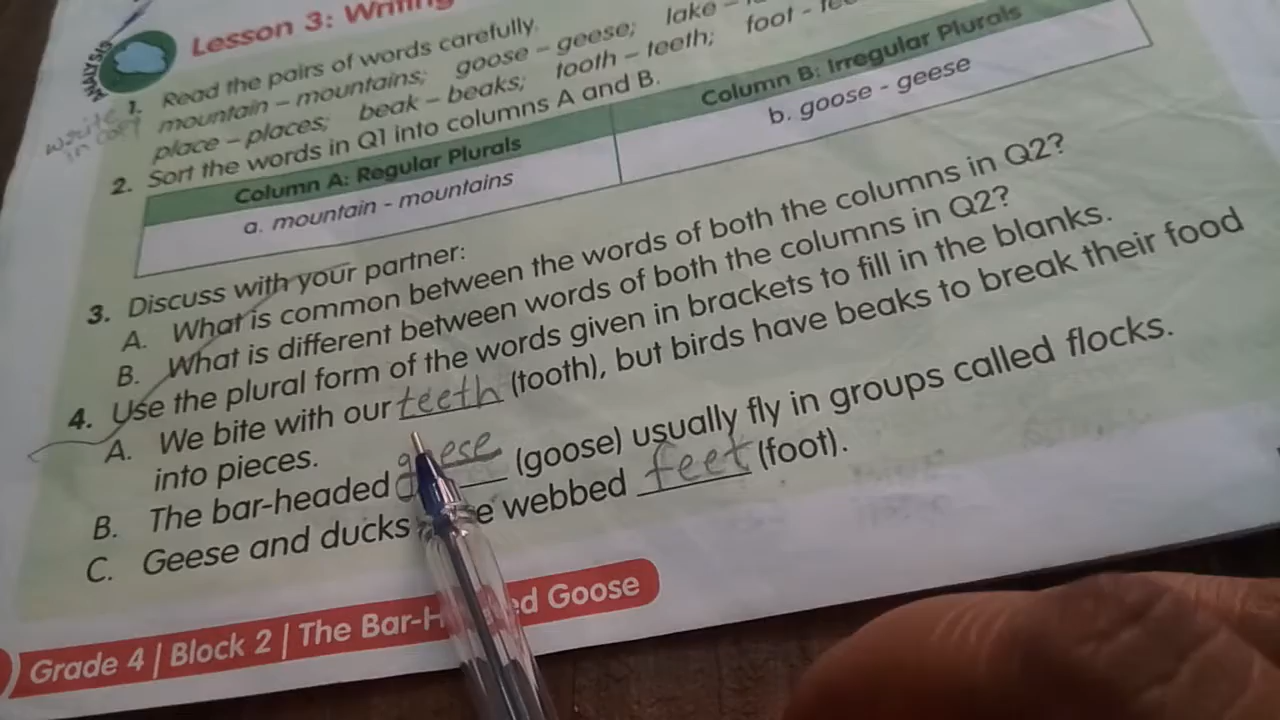 Lesson 3: Writing
ANALYSIS
1. Read the pairs of words carefully.
mountain – mountains; goose – geese; lake –
place – places; beak – beaks; tooth – teeth; foot -
write in
2. Sort the words in Q1 into columns A and B.
Column A: Regular Plurals Column B: Irregular Plurals
a. mountain - mountains b. goose - geese
3. Discuss with your partner:
A. What is common between the words of both the columns in Q2?
B. What is different between words of both the columns in Q2?
4. Use the plural form of the words given in brackets to fill in the blanks.
A. We bite with our teeth (tooth), but birds have beaks to break their food
into pieces.
B. The bar-headed geese (goose) usually fly in groups called flocks.
C. Geese and ducks webbed feet (foot).
Grade 4 | Block 2 | The Bar-Headed Goose